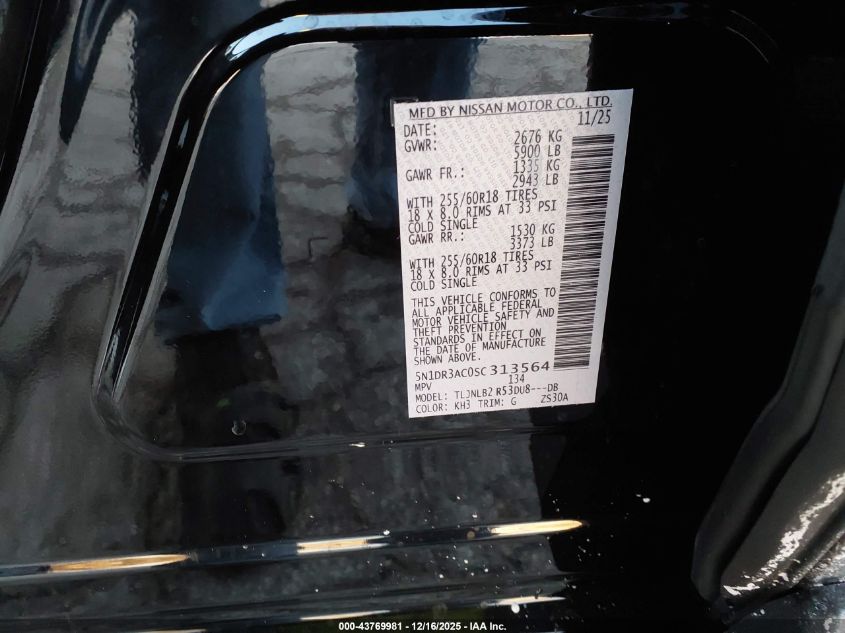 MFD BY NISSAN MOTOR CO., LTD.
DATE: 11/25
GVWR: 2676 KG
5900 LB
GAWR FR.: 1335 KG
2943 LB
WITH 255/60R18 TIRES
18 X 8.0 RIMS AT 33 PSI
COLD SINGLE
GAWR RR.: 1530 KG
3373 LB
WITH 255/60R18 TIRES
18 X 8.0 RIMS AT 33 PSI
COLD SINGLE
THIS VEHICLE CONFORMS TO
ALL APPLICABLE FEDERAL
MOTOR VEHICLE SAFETY AND
THEFT PREVENTION
STANDARDS IN EFFECT ON
THE DATE OF MANUFACTURE
SHOWN ABOVE.
5N1DR3AC0SC313564
MPV 134
MODEL: TLJNLB2 R53DU8---DB
COLOR: KH3 TRIM: G ZS30A
000-43769981 - 12/16/2025 - IAA Inc.